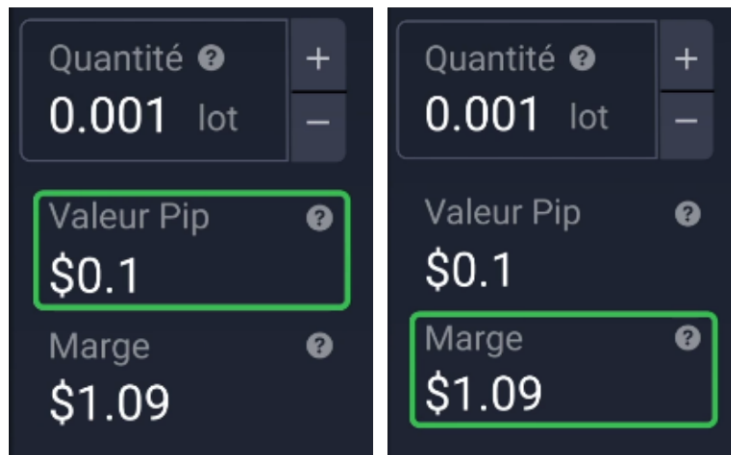 Quantité ?
+
0.001 lot
−
Valeur Pip ?
$0.1
Marge ?
$1.09
Quantité ?
+
0.001 lot
−
Valeur Pip ?
$0.1
Marge ?
$1.09